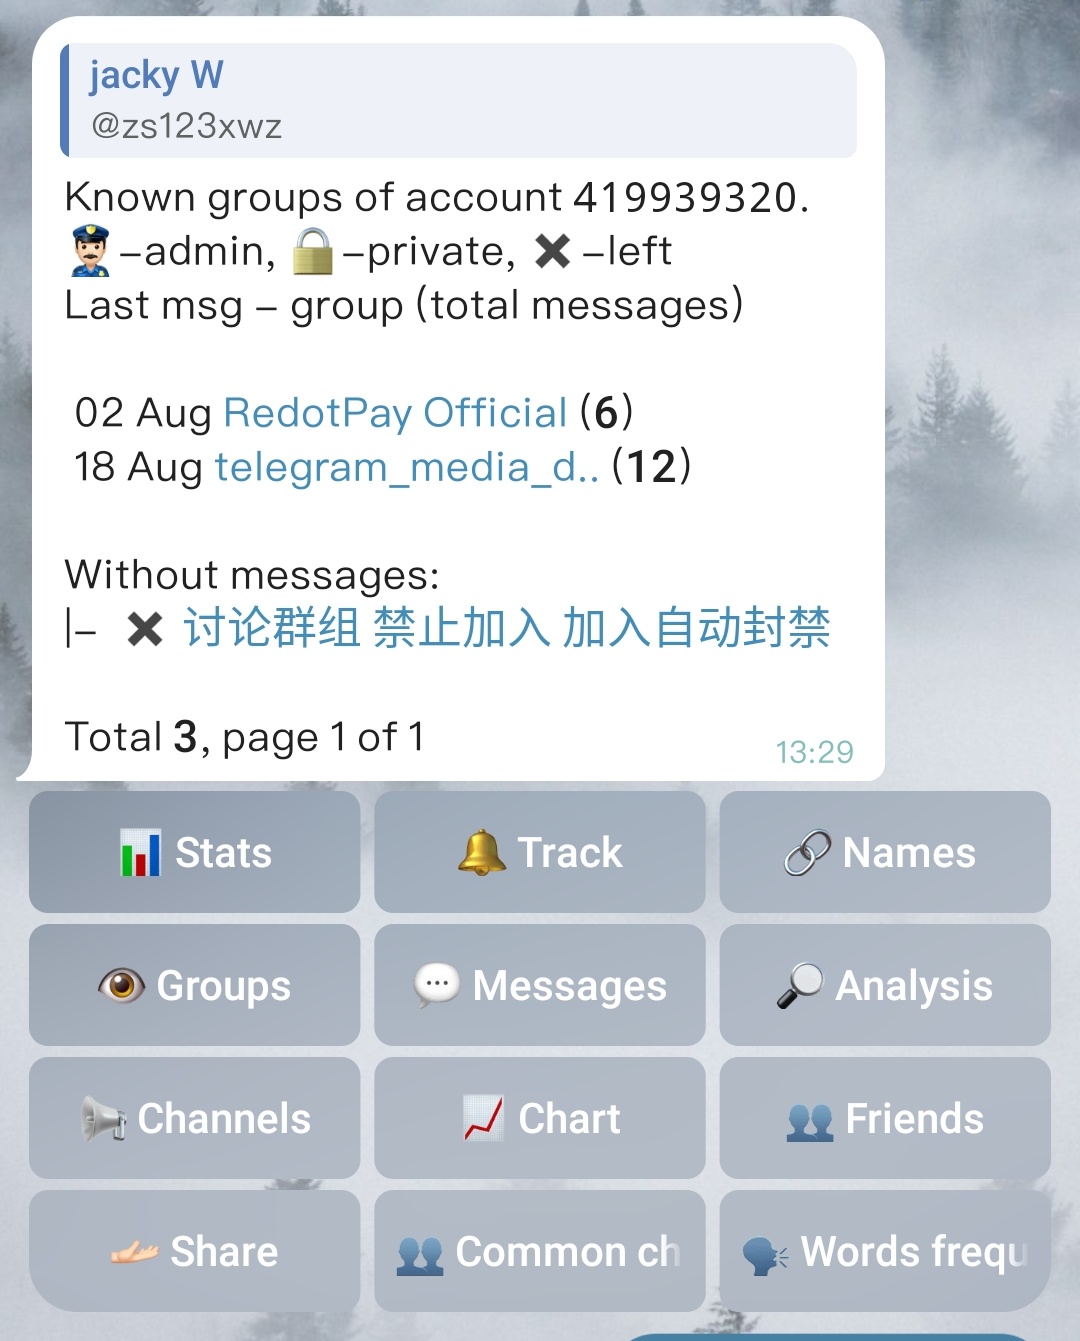 jacky W
@zs123xwz
Known groups of account 419939320.
👮🏻‍♂️ –admin, 🔒 –private, ✖ –left
Last msg – group (total messages)
02 Aug RedotPay Official (6)
18 Aug telegram_media_d.. (12)
Without messages:
|– ✖ 讨论群组 禁止加入 加入自动封禁
Total 3, page 1 of 1
13:29
📊 Stats
🔔 Track
🔗 Names
👁 Groups
💬 Messages
🔎 Analysis
📢 Channels
📈 Chart
👥 Friends
🫴🏻 Share
👥 Common ch
🗣 Words frequ